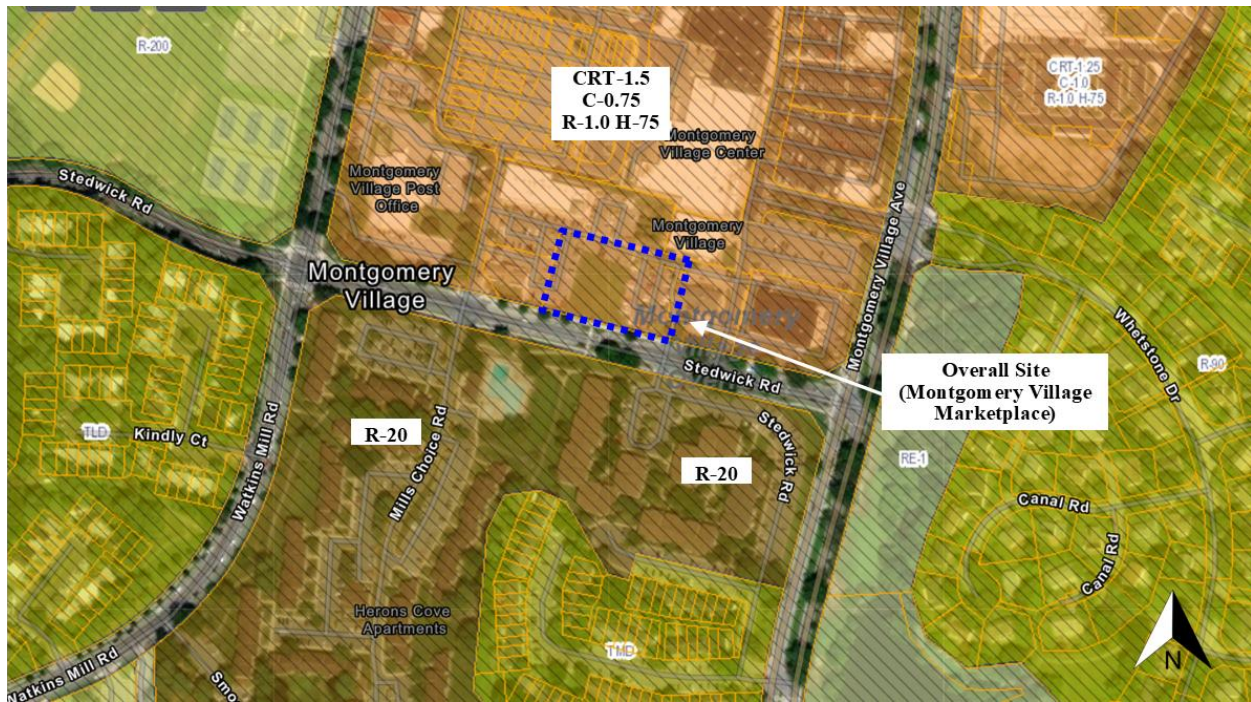 R-200
CRT-1.5
C-0.75
R-1.0 H-75
CRT-1.25
C-1.0
R-1.0 H-75
Montgomery
Village Center
Montgomery
Village Post
Office
Stedwick Rd
Montgomery
Village
Montgomery
Village
Montgomery Village Ave
Montgomery
Whetstone Dr
Stedwick Rd
Overall Site
(Montgomery Village
Marketplace)
R-90
TLD
Kindly Ct
R-20
Mills Choice Rd
Watkins Mill Rd
R-20
Stedwick Rd
RE-1
Canal Rd
Canal Rd
Herons Cove
Apartments
TMD
Watkins Mill Rd
Smo
N